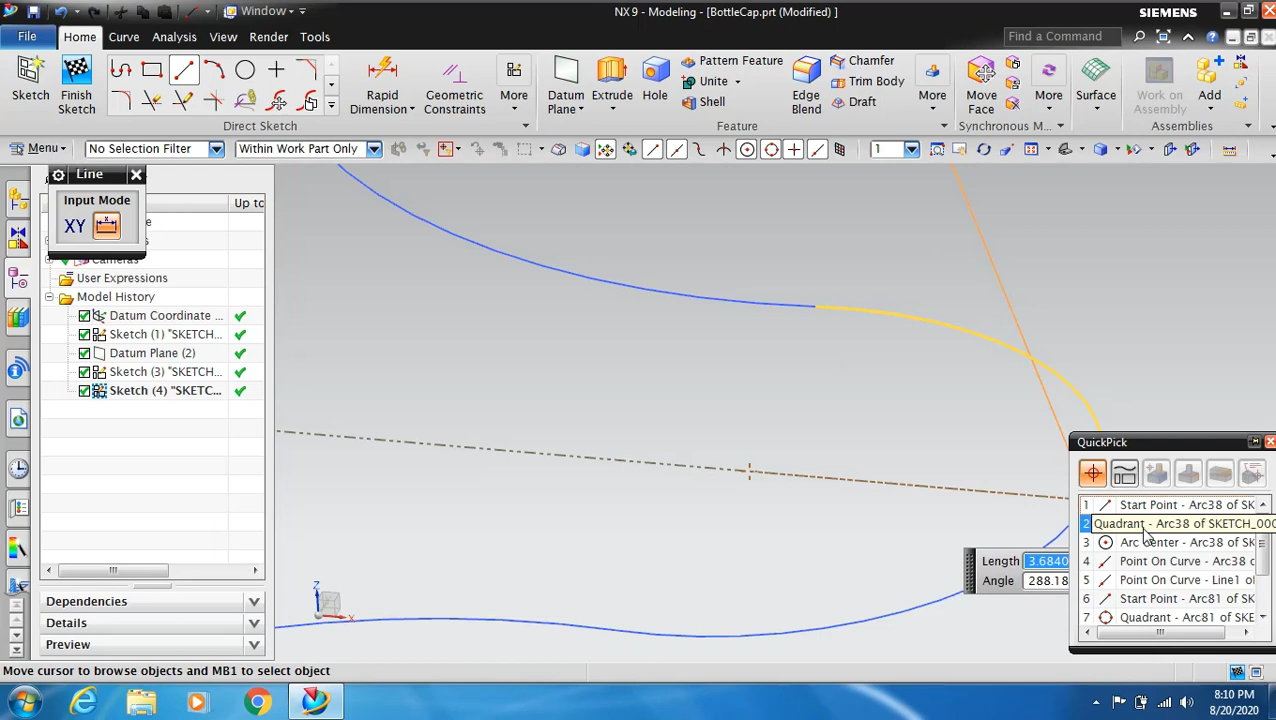 Window
NX 9 - Modeling - [BottleCap.prt (Modified) ]
SIEMENS
File
Home
Curve
Analysis
View
Render
Tools
Find a Command
Sketch
Finish Sketch
Direct Sketch
Rapid Dimension
Geometric Constraints
More
Datum Plane
Extrude
Hole
Pattern Feature
Unite
Shell
Edge Blend
Chamfer
Trim Body
Draft
More
Feature
Move Face
More
Synchronous M...
Surface
Work on Assembly
Add
Assemblies
Menu
No Selection Filter
Within Work Part Only
1
Line
Input Mode
XY
Up to
User Expressions
Model History
Datum Coordinate ...
Sketch (1) "SKETCH...
Datum Plane (2)
Sketch (3) "SKETCH...
Sketch (4) "SKETC...
Dependencies
Details
Preview
Z
X
Length 3.6840
Angle 288.18
QuickPick
1 Start Point - Arc38 of SK
2 Quadrant - Arc38 of SKETCH_000
3 Arc Center - Arc38 of SK
4 Point On Curve - Arc38 o
5 Point On Curve - Line1 of
6 Start Point - Arc81 of SK
7 Quadrant - Arc81 of SKE
Move cursor to browse objects and MB1 to select object
8:10 PM
8/20/2020